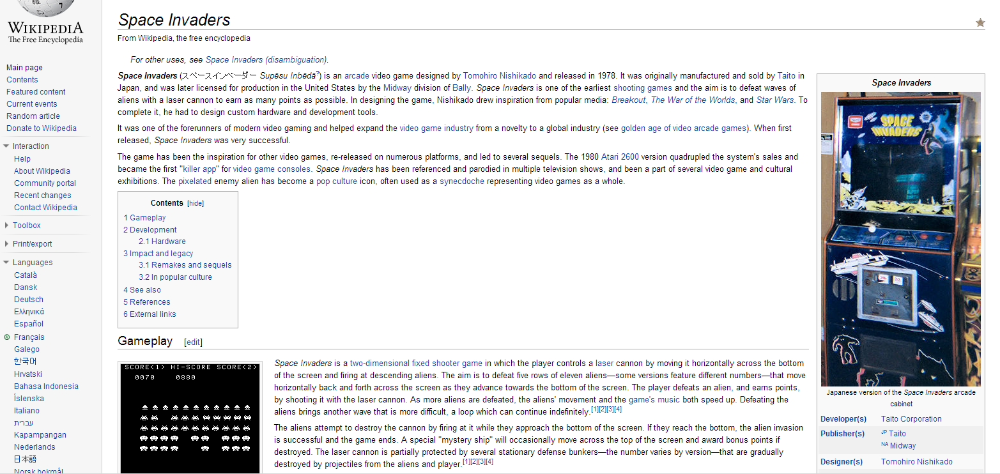 WIKIPEDIA
The Free Encyclopedia
Main page
Contents
Featured content
Current events
Random article
Donate to Wikipedia
Interaction
Help
About Wikipedia
Community portal
Recent changes
Contact Wikipedia
Toolbox
Print/export
Languages
Català
Dansk
Deutsch
Ελληνικά
Español
Français
Galego
한국어
Hrvatski
Bahasa Indonesia
Íslenska
Italiano
עברית
Kapampangan
Nederlands
日本語
Norsk bokmål
Space Invaders
From Wikipedia, the free encyclopedia
For other uses, see Space Invaders (disambiguation).
Space Invaders (スペースインベーダー Supēsu Inbēdā?) is an arcade video game designed by Tomohiro Nishikado and released in 1978. It was originally manufactured and sold by Taito in
Japan, and was later licensed for production in the United States by the Midway division of Bally. Space Invaders is one of the earliest shooting games and the aim is to defeat waves of
aliens with a laser cannon to earn as many points as possible. In designing the game, Nishikado drew inspiration from popular media: Breakout, The War of the Worlds, and Star Wars. To
complete it, he had to design custom hardware and development tools.
It was one of the forerunners of modern video gaming and helped expand the video game industry from a novelty to a global industry (see golden age of video arcade games). When first
released, Space Invaders was very successful.
The game has been the inspiration for other video games, re-released on numerous platforms, and led to several sequels. The 1980 Atari 2600 version quadrupled the system's sales and
became the first "killer app" for video game consoles. Space Invaders has been referenced and parodied in multiple television shows, and been a part of several video game and cultural
exhibitions. The pixelated enemy alien has become a pop culture icon, often used as a synecdoche representing video games as a whole.
Contents [hide]
1 Gameplay
2 Development
2.1 Hardware
3 Impact and legacy
3.1 Remakes and sequels
3.2 In popular culture
4 See also
5 References
6 External links
Gameplay [edit]
SCORE<1> HI-SCORE SCORE<2>
0070 0880
Space Invaders is a two-dimensional fixed shooter game in which the player controls a laser cannon by moving it horizontally across the bottom
of the screen and firing at descending aliens. The aim is to defeat five rows of eleven aliens—some versions feature different numbers—that move
horizontally back and forth across the screen as they advance towards the bottom of the screen. The player defeats an alien, and earns points,
by shooting it with the laser cannon. As more aliens are defeated, the aliens' movement and the game's music both speed up. Defeating the
aliens brings another wave that is more difficult, a loop which can continue indefinitely.[1][2][3][4]
The aliens attempt to destroy the cannon by firing at it while they approach the bottom of the screen. If they reach the bottom, the alien invasion
is successful and the game ends. A special "mystery ship" will occasionally move across the top of the screen and award bonus points if
destroyed. The laser cannon is partially protected by several stationary defense bunkers—the number varies by version—that are gradually
destroyed by projectiles from the aliens and player.[1][2][3][4]
Space Invaders
SPACE
INVADERS
Japanese version of the Space Invaders arcade
cabinet
Developer(s) Taito Corporation
Publisher(s) JP Taito
NA Midway
Designer(s) Tomohiro Nishikado